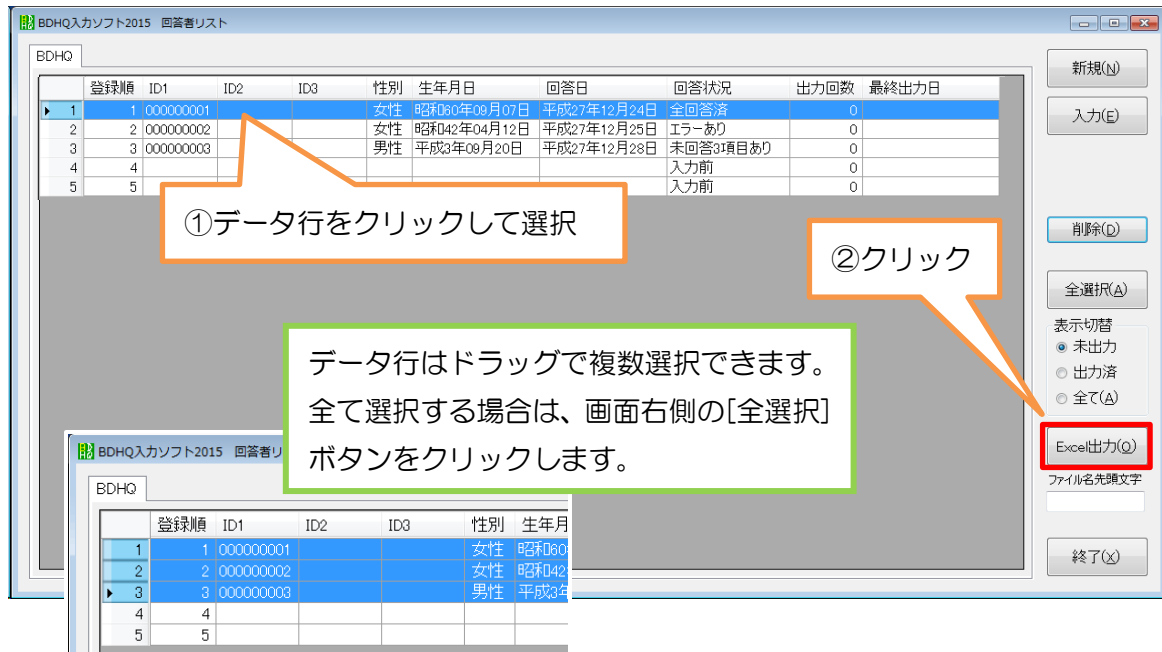 BDHQ入力ソフト2015 回答者リスト
BDHQ
登録順 ID1 ID2 ID3 性別 生年月日 回答日 回答状況 出力回数 最終出力日
1 1 000000001 女性 昭和60年09月07日 平成27年12月24日 全回答済 0
2 2 000000002 女性 昭和42年04月12日 平成27年12月25日 エラーあり 0
3 3 000000003 男性 平成3年09月20日 平成27年12月28日 未回答3項目あり 0
4 4 入力前 0
5 5 入力前 0
①データ行をクリックして選択
②クリック
データ行はドラッグで複数選択できます。
全て選択する場合は、画面右側の[全選択]
ボタンをクリックします。
新規(N)
入力(E)
削除(D)
全選択(A)
表示切替
未出力
出力済
全て(A)
Excel出力(O)
ファイル名先頭文字
終了(X)
BDHQ入力ソフト2015 回答者リ
BDHQ
登録順 ID1 ID2 ID3 性別 生年月
1 1 000000001 女性 昭和60
2 2 000000002 女性 昭和42
3 3 000000003 男性 平成3年
4 4
5 5